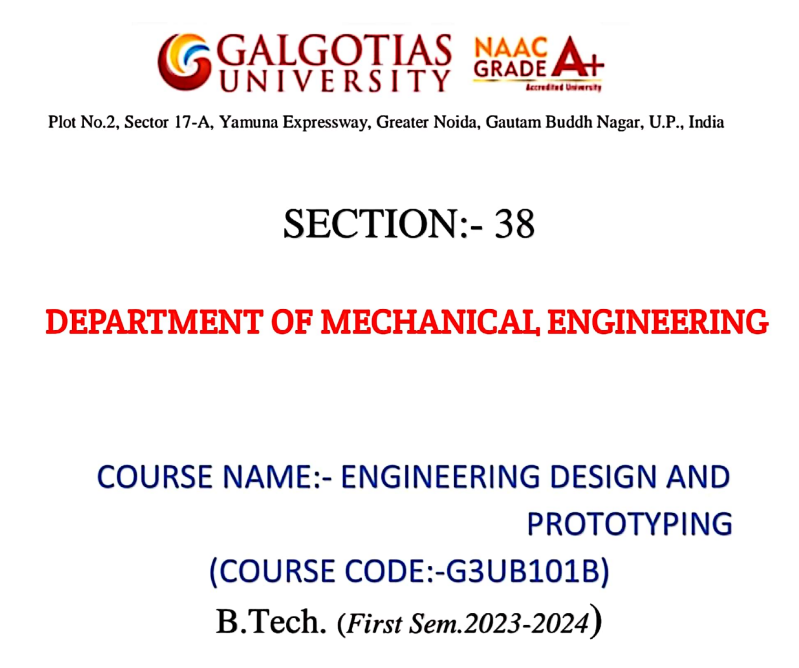 GALGOTIAS
UNIVERSITY
NAAC
GRADE A+
Accredited University
Plot No.2, Sector 17-A, Yamuna Expressway, Greater Noida, Gautam Buddh Nagar, U.P., India
SECTION:- 38
DEPARTMENT OF MECHANICAL ENGINEERING
COURSE NAME:- ENGINEERING DESIGN AND
PROTOTYPING
(COURSE CODE:-G3UB101B)
B.Tech. (First Sem.2023-2024)